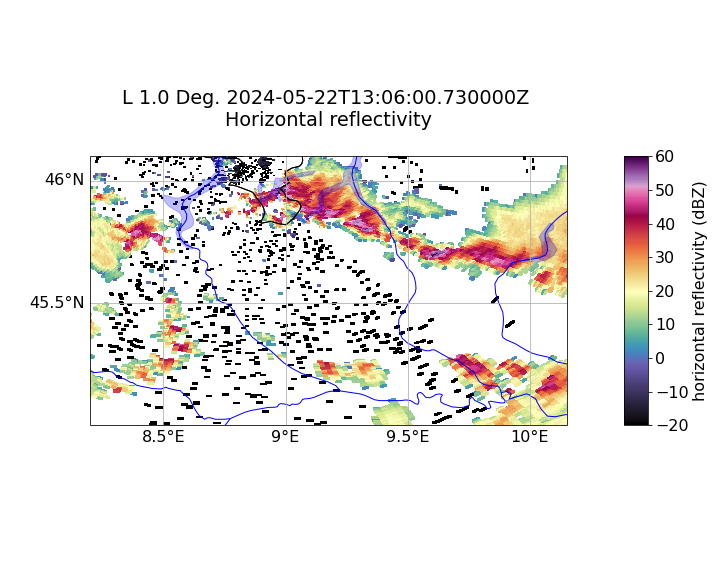 L 1.0 Deg. 2024-05-22T13:06:00.730000Z
Horizontal reflectivity
46°N
45.5°N
8.5°E
9°E
9.5°E
10°E
60
50
40
30
20
10
0
−10
−20
horizontal reflectivity (dBZ)